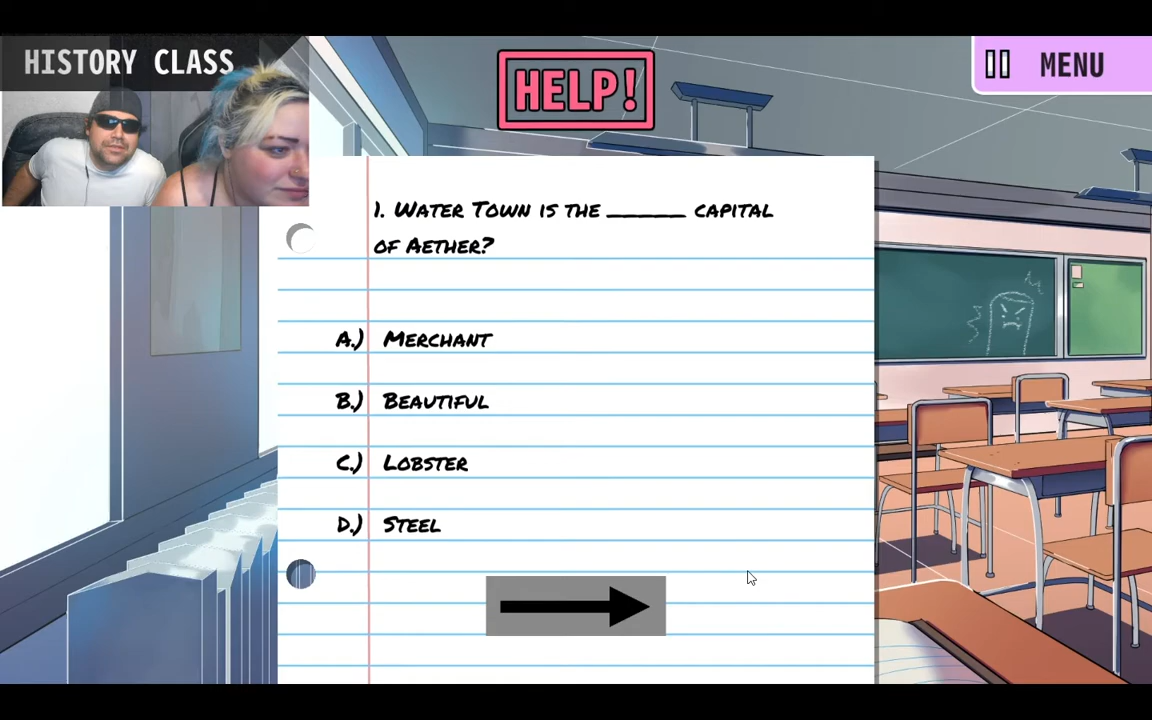 HISTORY CLASS
HELP!
MENU
1. WATER TOWN IS THE ______ CAPITAL
OF AETHER?
A.) MERCHANT
B.) BEAUTIFUL
C.) LOBSTER
D.) STEEL